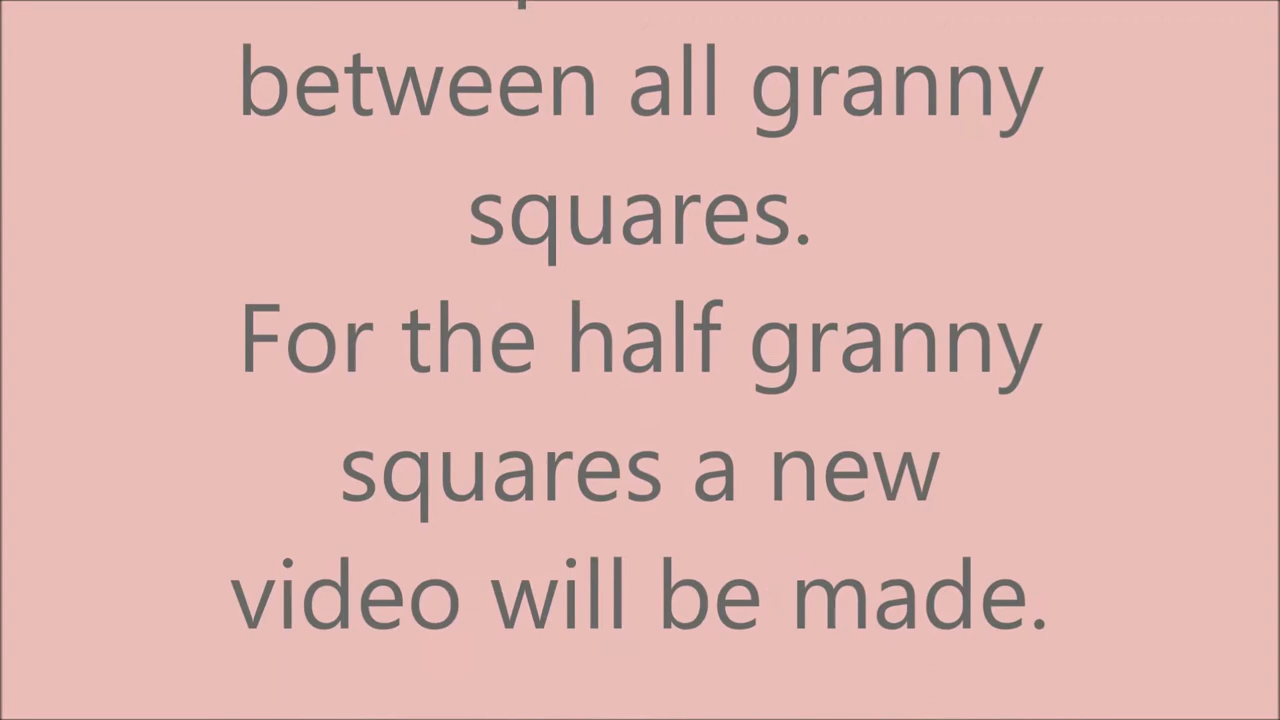 between all granny
squares.
For the half granny
squares a new
video will be made.